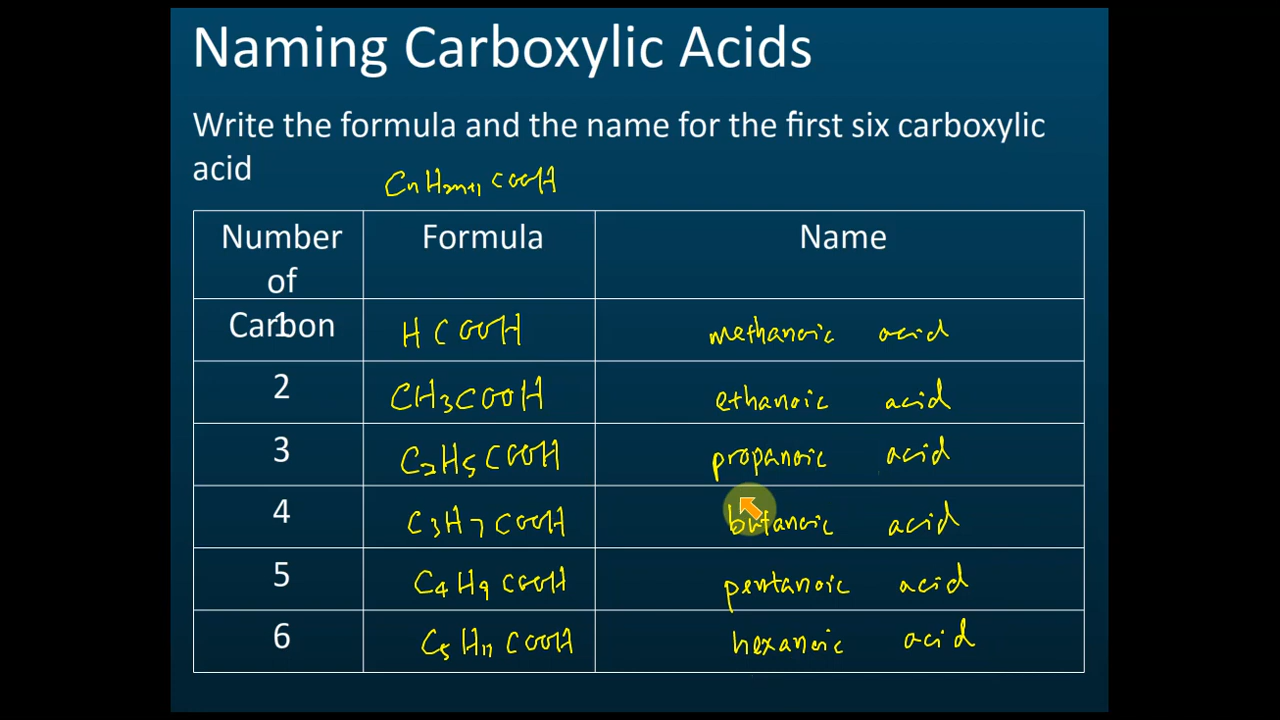 Naming Carboxylic Acids
Write the formula and the name for the first six carboxylic
acid
CnH2n+1 COOH
Number of Carbon Formula Name
1 HCOOH methanoic acid
2 CH3COOH ethanoic acid
3 C2H5COOH propanoic acid
4 C3H7COOH butanoic acid
5 C4H9COOH pentanoic acid
6 C5H11COOH hexanoic acid